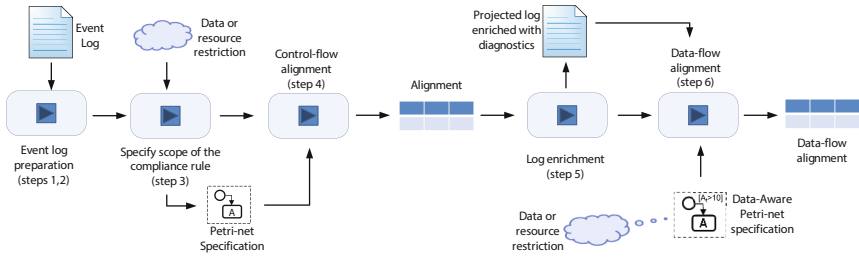 Event
Log
Data or
resource
restriction
Control-flow
alignment
(step 4)
Alignment
Projected log
enriched with
diagnostics
Data-flow
alignment
(step 6)
Event log
preparation
(steps 1,2)
Specify scope of the
compliance rule
(step 3)
A
Petri-net
Specification
Log enrichment
(step 5)
Data-flow
alignment
Data or
resource
restriction
[A,>10]
A
Data-Aware
Petri-net
specification